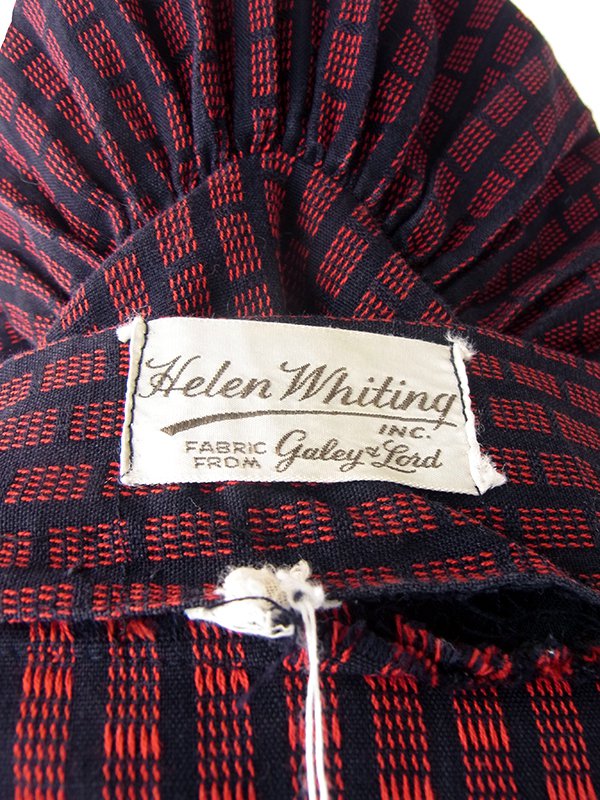 Helen Whiting
INC.
FABRIC FROM Galey & Lord